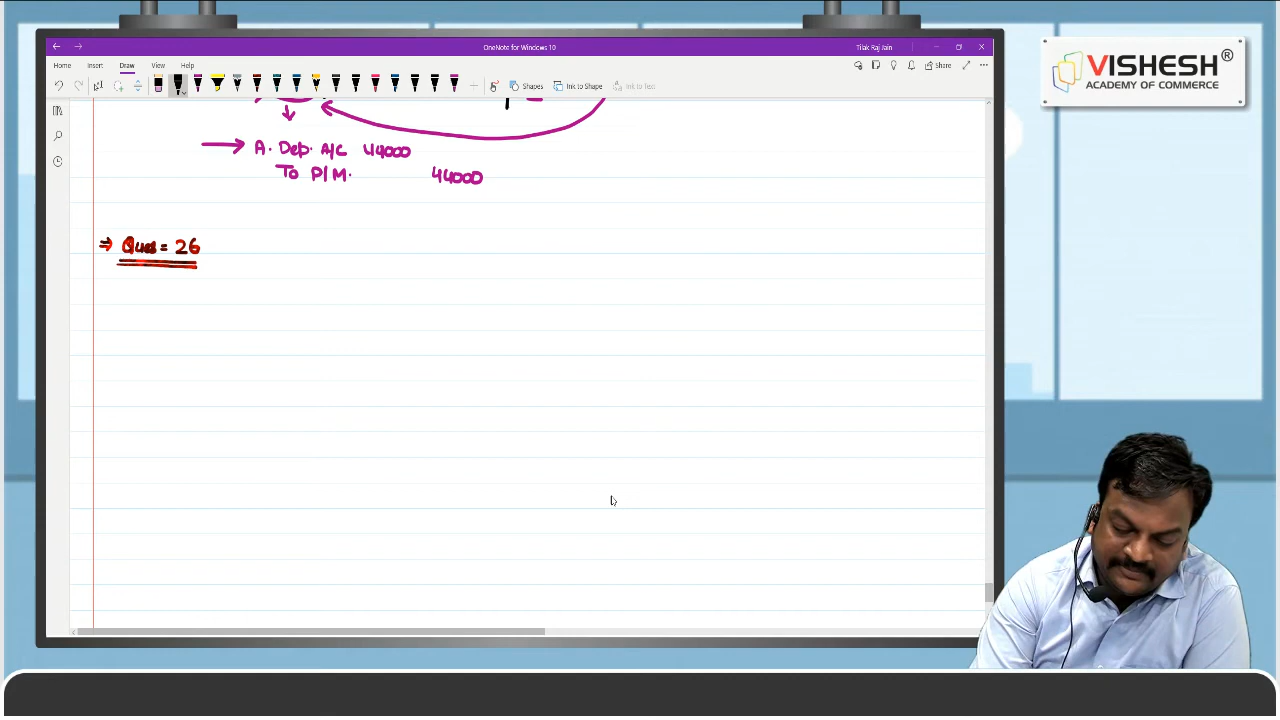 OneNote for Windows 10
Tilak Raj Jain
Home Insert Draw View Help
Share
Shapes Ink to Shape Ink to Text
→ A. Dep. A/C 44000
To P/M. 44000
⇒ Ques = 26
VISHESH®
ACADEMY OF COMMERCE